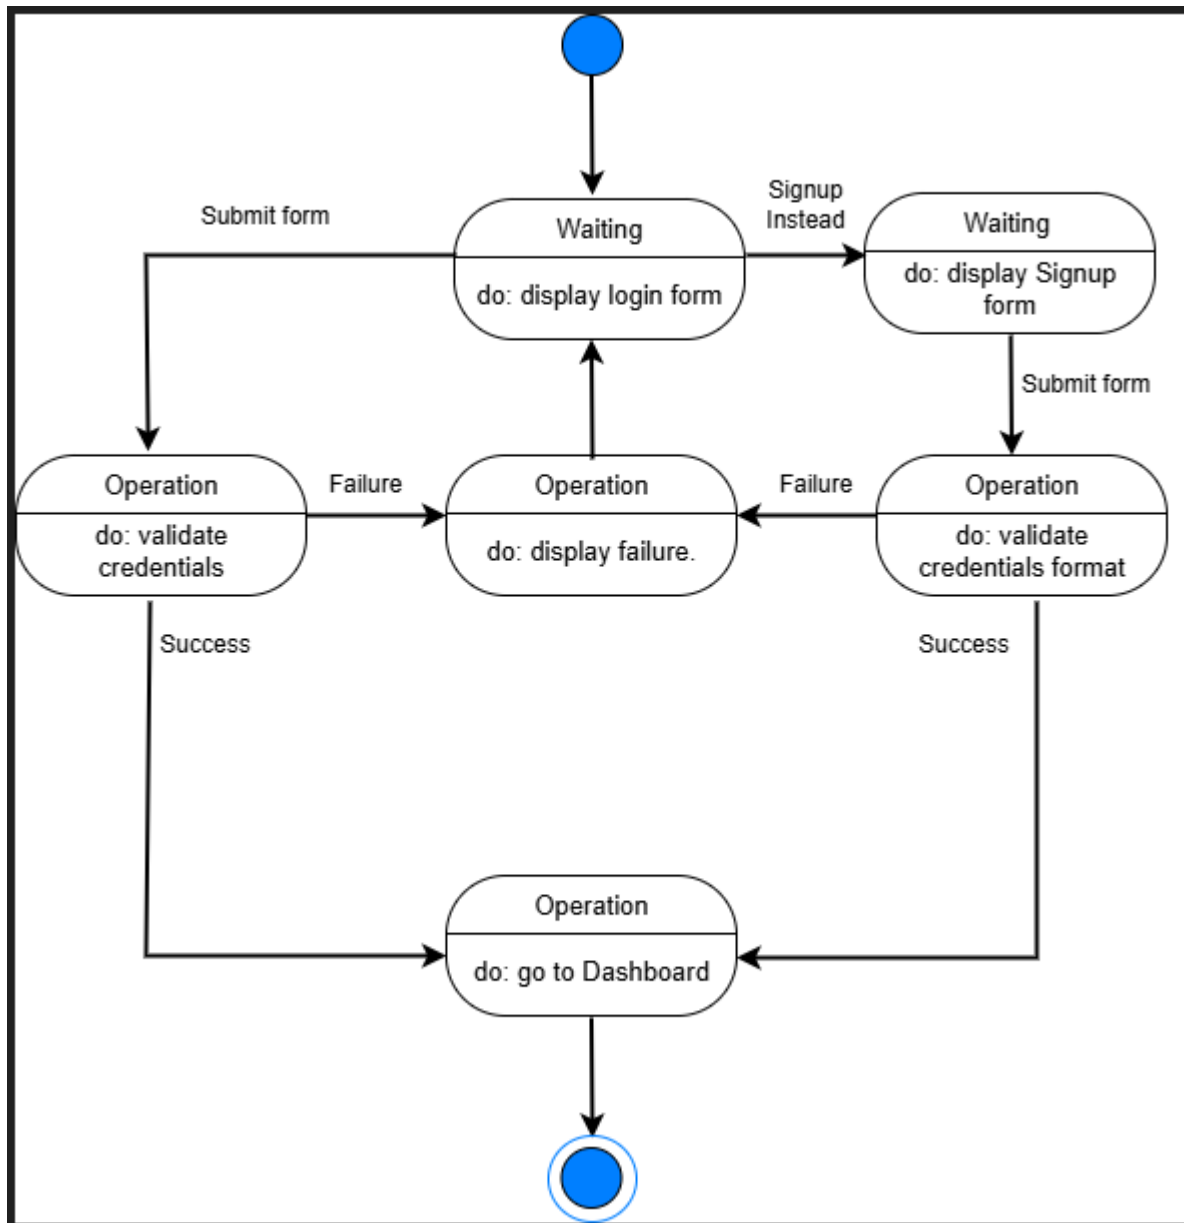 Submit form
Waiting
do: display login form
Signup
Instead
Waiting
do: display Signup
form
Submit form
Operation
do: validate
credentials
Failure
Operation
do: display failure.
Failure
Operation
do: validate
credentials format
Success
Success
Operation
do: go to Dashboard